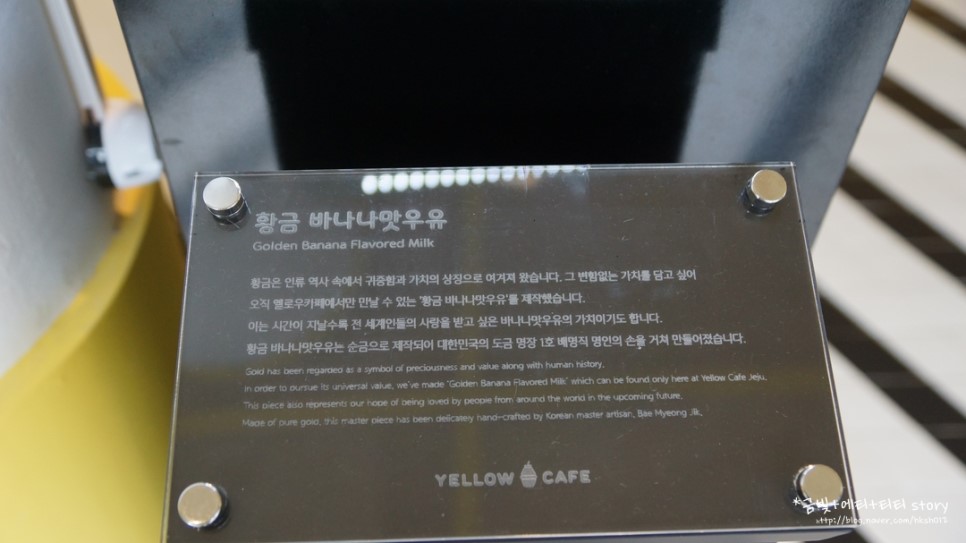 황금 바나나맛우유
Golden Banana Flavored Milk
황금은 인류 역사 속에서 귀중함과 가치의 상징으로 여겨져 왔습니다. 그 변함없는 가치를 담고 싶어
오직 옐로우카페에서만 만날 수 있는 '황금 바나나맛우유'를 제작했습니다.
이는 시간이 지날수록 전 세계인들의 사랑을 받고 싶은 바나나맛우유의 가치이기도 합니다.
황금 바나나맛우유는 순금으로 제작되어 대한민국의 도금 명장 1호 배명직 명인의 손을 거쳐 만들어졌습니다.
Gold has been regarded as a symbol of preciousness and value along with human history.
In order to pursue its universal value, we've made "Golden Banana Flavored Milk" which can be found only here at Yellow Cafe Jeju.
This piece also represents our hope of being loved by people from around the world in the upcoming future.
Made of pure gold, this master piece has been delicately hand-crafted by Korean master artisan, Bae Myeong Jik.
YELLOW CAFE
*금빛+에티+티티 story